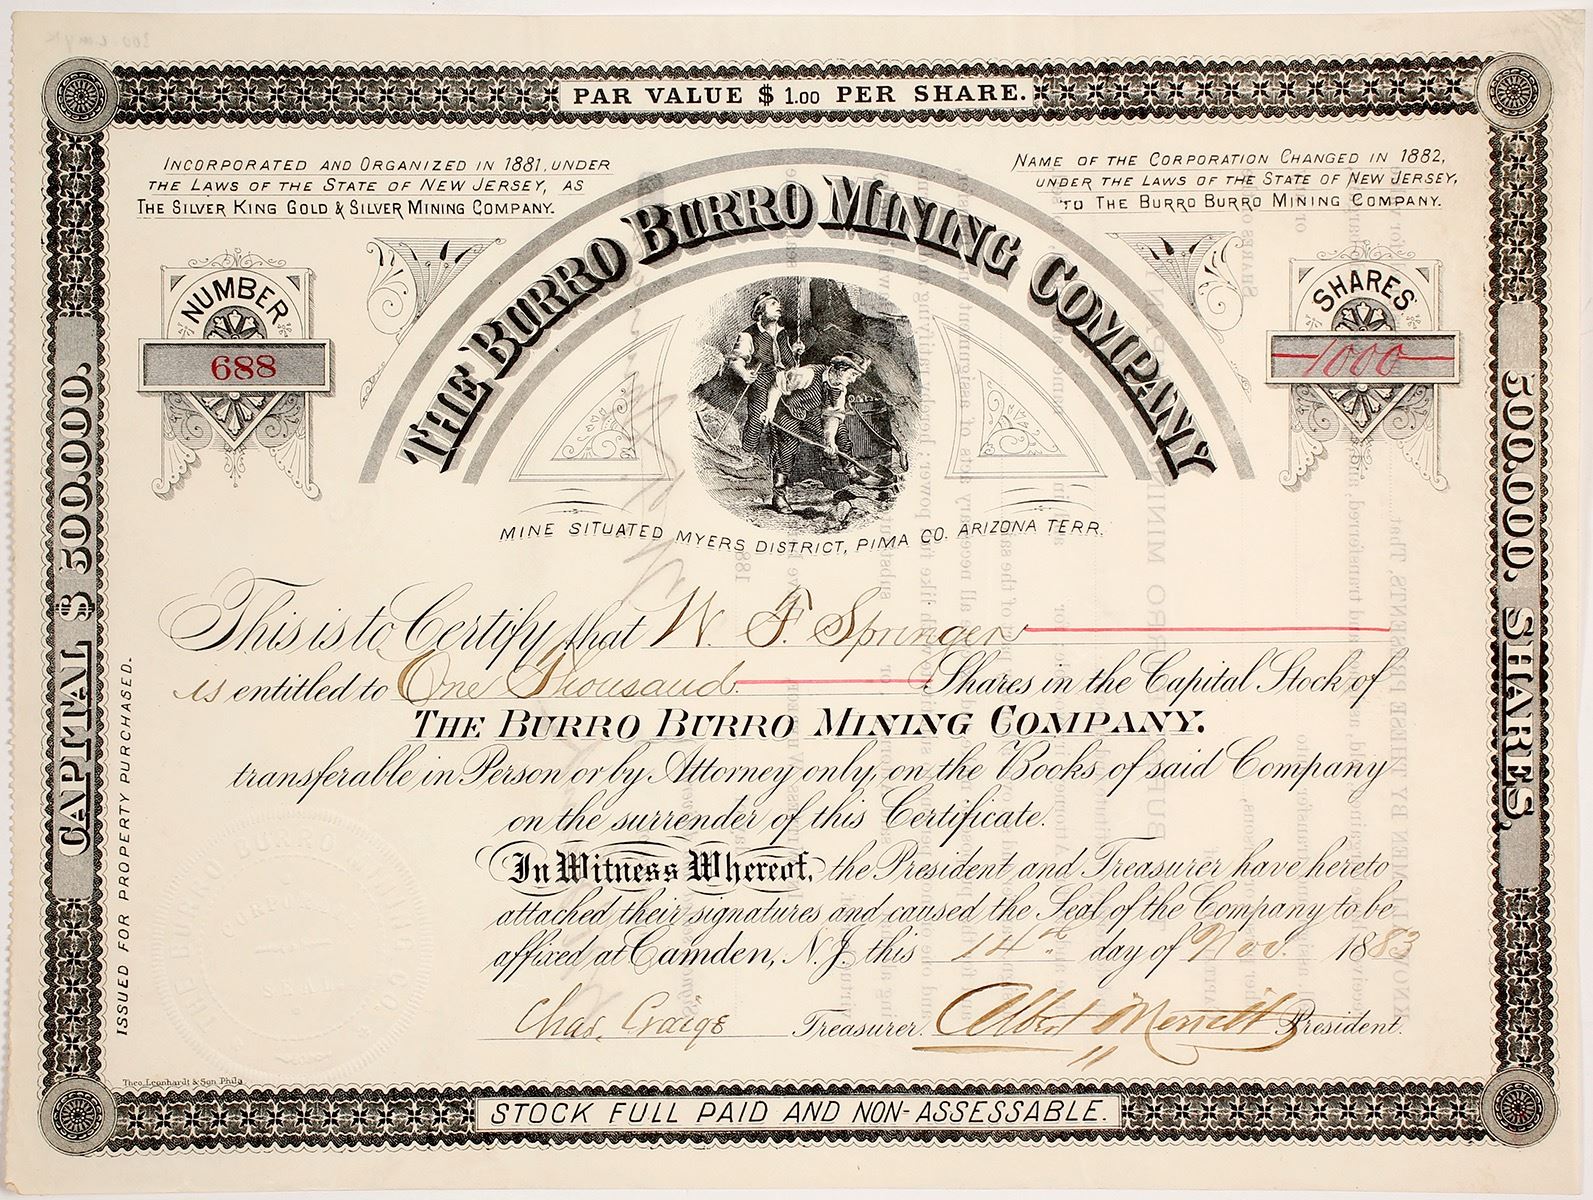 PAR VALUE $ 1.00 PER SHARE.
INCORPORATED AND ORGANIZED IN 1881, UNDER
THE LAWS OF THE STATE OF NEW JERSEY, AS
THE SILVER KING GOLD & SILVER MINING COMPANY.
NAME OF THE CORPORATION CHANGED IN 1882,
UNDER THE LAWS OF THE STATE OF NEW JERSEY,
TO THE BURRO BURRO MINING COMPANY.
NUMBER
688
THE BURRO BURRO MINING COMPANY
SHARES
1000
MINE SITUATED MYERS DISTRICT, PIMA CO. ARIZONA TERR.
CAPITAL $ 500.000.
500.000. SHARES.
ISSUED FOR PROPERTY PURCHASED.
This is to Certify that W. F. Springer
is entitled to One Thousand Shares in the Capital Stock of
THE BURRO BURRO MINING COMPANY.
transferable in Person or by Attorney only, on the Books of said Company
on the surrender of this Certificate.
In Witness Whereof, the President and Treasurer have hereto
attached their signatures and caused the Seal of the Company to be
affixed at Camden, N.J. this 14th day of Nov. 1883
Chas. Craige Treasurer. Albert Merritt President.
THE BURRO BURRO MINING CO.
CORPORATE
SEAL
Theo. Leonhardt & Son Phila
STOCK FULL PAID AND NON-ASSESSABLE.